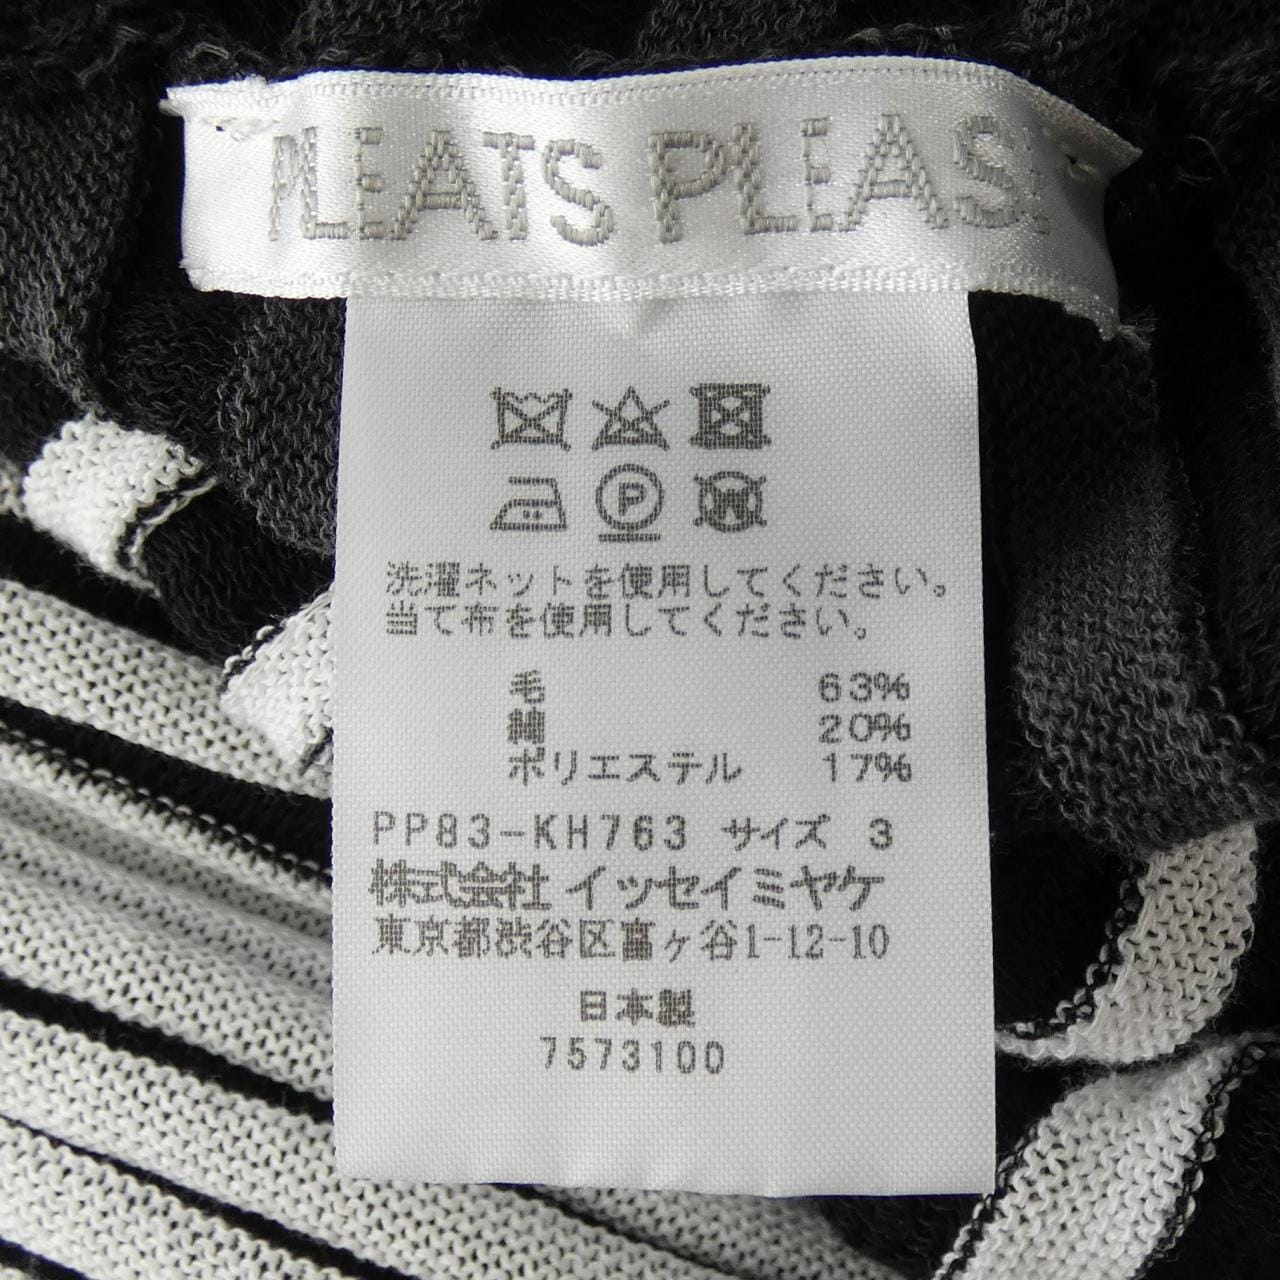 PLEATS PLEASE
P
W
洗濯ネットを使用してください。
当て布を使用してください。
毛 63%
綿 20%
ポリエステル 17%
PP83-KH763 サイズ 3
株式会社 イッセイミヤケ
東京都渋谷区富ヶ谷1-12-10
日本製
7573100